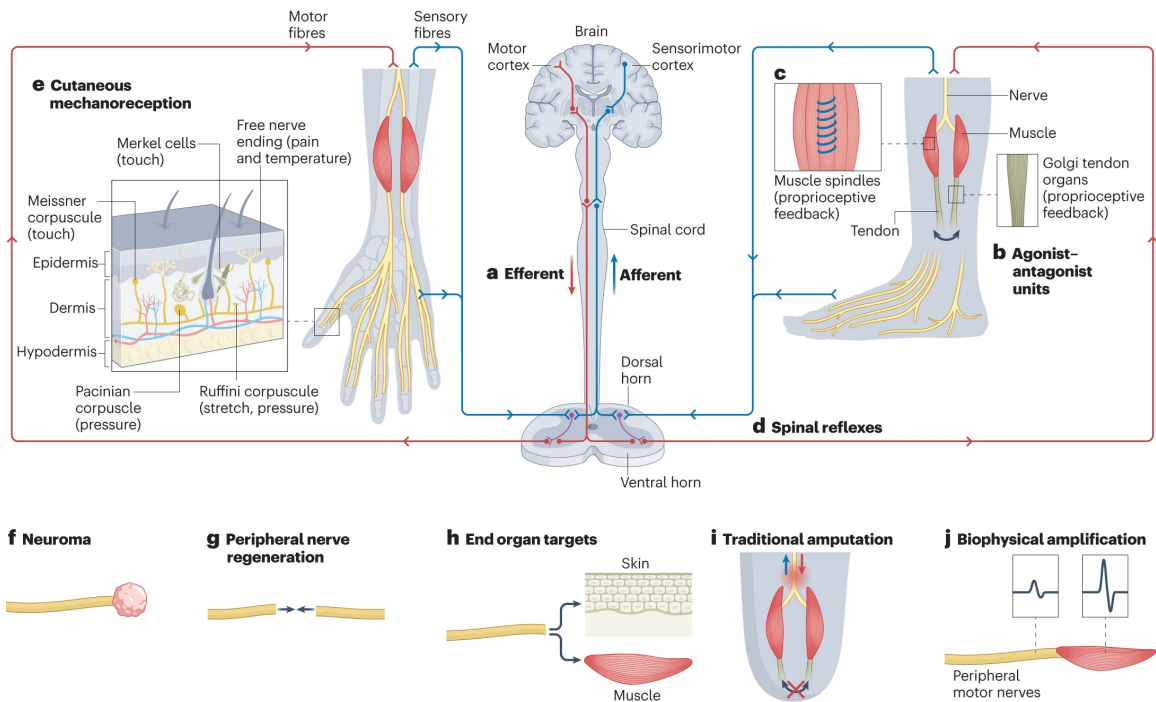 Motor
fibres
Sensory
fibres
Brain
Motor
cortex
Sensorimotor
cortex
e Cutaneous
mechanoreception
Free nerve
ending (pain
and temperature)
Merkel cells
(touch)
Meissner
corpuscule
(touch)
Epidermis
Dermis
Hypodermis
Pacinian
corpuscle
(pressure)
Ruffini corpuscule
(stretch, pressure)
a Efferent
Afferent
Spinal cord
Dorsal
horn
Ventral horn
c
Muscle spindles
(proprioceptive
feedback)
Nerve
Muscle
Golgi tendon
organs
(proprioceptive
feedback)
Tendon
b Agonist–
antagonist
units
d Spinal reflexes
f Neuroma
g Peripheral nerve
regeneration
h End organ targets
Skin
Muscle
i Traditional amputation
j Biophysical amplification
Peripheral
motor nerves